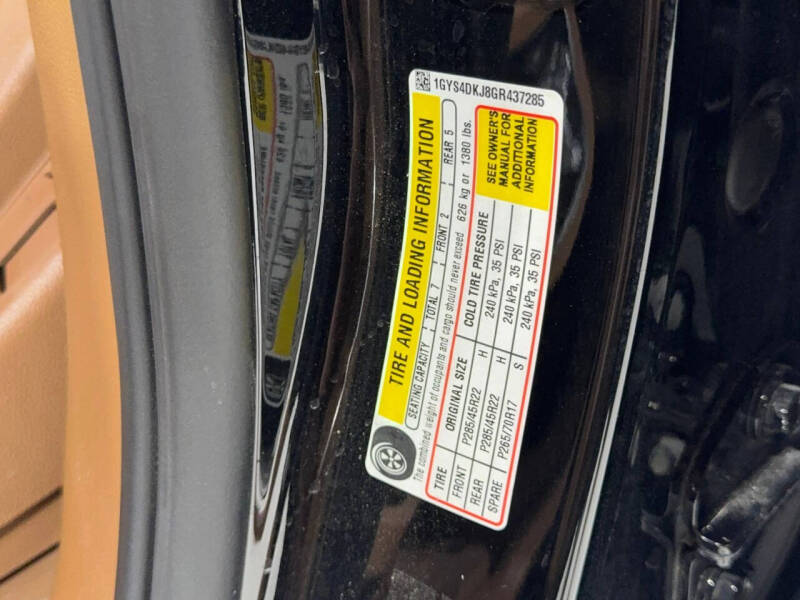 1GYS4DKJ8GR437285
TIRE AND LOADING INFORMATION
SEATING CAPACITY TOTAL 7 FRONT 2 REAR 5
The combined weight of occupants and cargo should never exceed 626 kg or 1380 lbs.
TIRE ORIGINAL SIZE COLD TIRE PRESSURE
FRONT P285/45R22 H 240 kPa, 35 PSI
REAR P285/45R22 H 240 kPa, 35 PSI
SPARE P265/70R17 S 240 kPa, 35 PSI
SEE OWNER'S
MANUAL FOR
ADDITIONAL
INFORMATION